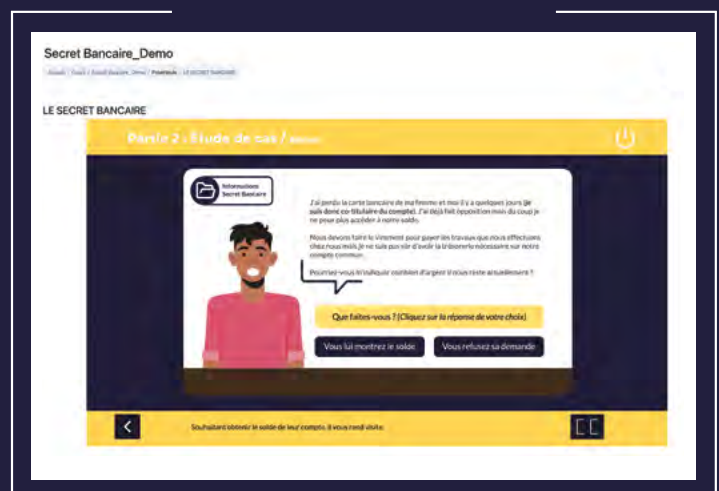 Secret Bancaire_Demo
LE SECRET BANCAIRE
Partie 2 : Étude de cas /
Informations
Secret Bancaire
J'ai perdu la carte bancaire de ma femme et moi il y a quelques jours (je
suis donc co-titulaire du compte). J'ai déjà fait opposition mais du coup je
ne peux plus accéder à notre solde.
Nous devons faire le virement pour payer les travaux que nous effectuons
chez nous mais je ne suis pas sûr d'avoir la trésorerie nécessaire sur notre
compte commun.
Pourriez-vous m'indiquer combien d'argent il nous reste actuellement ?
Que faites-vous ? (Cliquez sur la réponse de votre choix)
Vous lui montrez le solde
Vous refusez sa demande
Souhaitant obtenir le solde de leur compte, il vous rend visite.